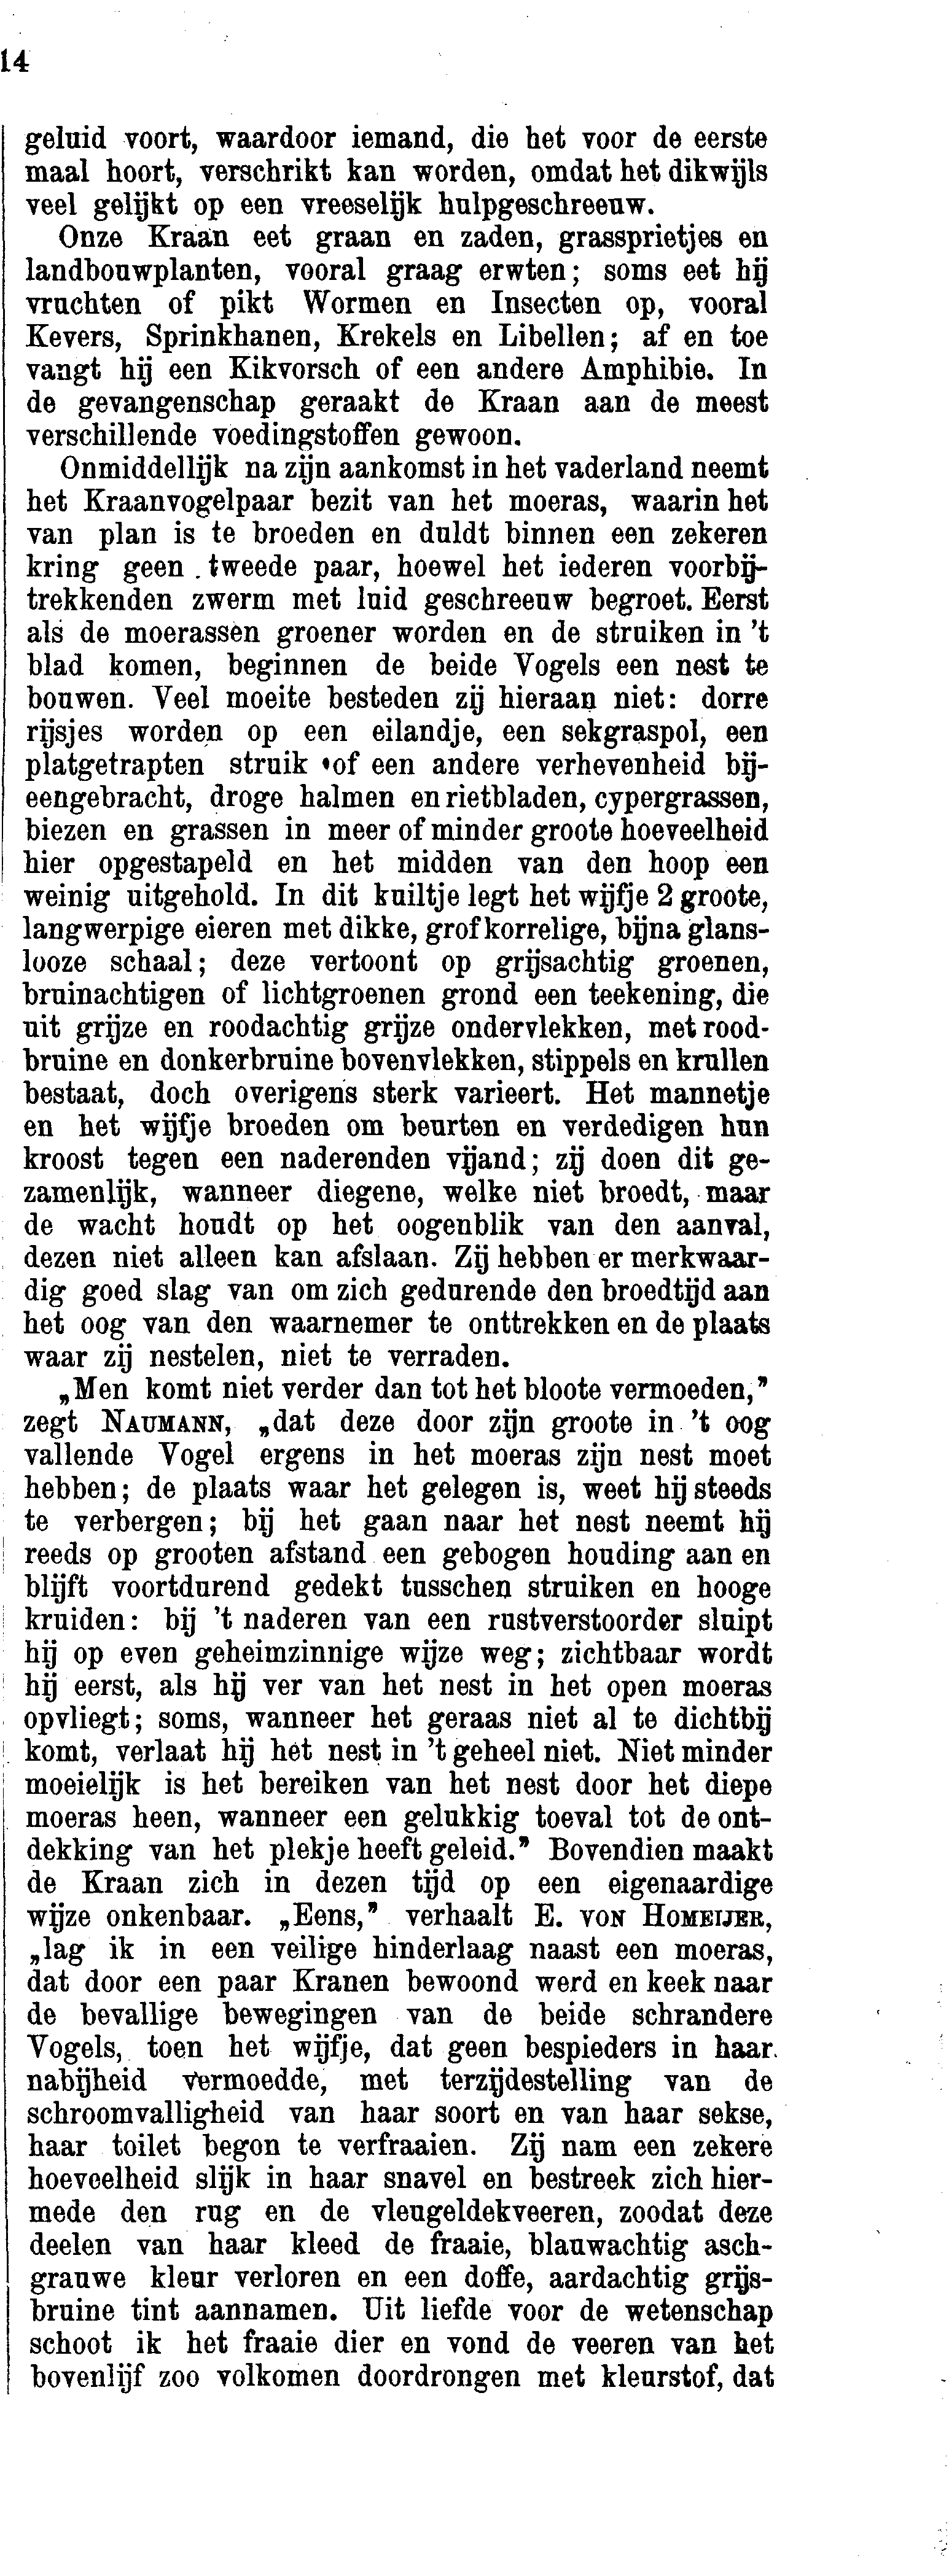 14
geluid voort, waardoor iemand, die het voor de eerste
maal hoort, verschrikt kan worden, omdat het dikwijls
veel gelijkt op een vreeselijk hulpgeschreeuw.
Onze Kraan eet graan en zaden, grassprietjes en
landbouwplanten, vooral graag erwten; soms eet hij
vruchten of pikt Wormen en Insecten op, vooral
Kevers, Sprinkhanen, Krekels en Libellen; af en toe
vangt hij een Kikvorsch of een andere Amphibie. In
de gevangenschap geraakt de Kraan aan de meest
verschillende voedingstoffen gewoon.
Onmiddellijk na zijn aankomst in het vaderland neemt
het Kraanvogelpaar bezit van het moeras, waarin het
van plan is te broeden en duldt binnen een zekeren
kring geen tweede paar, hoewel het iederen voorbij-
trekkenden zwerm met luid geschreeuw begroet. Eerst
als de moerassen groener worden en de struiken in 't
blad komen, beginnen de beide Vogels een nest te
bouwen. Veel moeite besteden zij hieraan niet: dorre
rijsjes worden op een eilandje, een sekgraspol, een
platgetrapten struik of een andere verhevenheid bij-
eengebracht, droge halmen en rietbladen, cypergrassen,
biezen en grassen in meer of minder groote hoeveelheid
hier opgestapeld en het midden van den hoop een
weinig uitgehold. In dit kuiltje legt het wijfje 2 groote,
langwerpige eieren met dikke, grof korrelige, bijna glans-
looze schaal; deze vertoont op grijsachtig groenen,
bruinachtigen of lichtgroenen grond een teekening, die
uit grijze en roodachtig grijze ondervlekken, met rood-
bruine en donkerbruine bovenvlekken, stippels en krullen
bestaat, doch overigens sterk varieert. Het mannetje
en het wijfje broeden om beurten en verdedigen hun
kroost tegen een naderenden vijand; zij doen dit ge-
zamenlijk, wanneer diegene, welke niet broedt, maar
de wacht houdt op het oogenblik van den aanval,
dezen niet alleen kan afslaan. Zij hebben er merkwaar-
dig goed slag van om zich gedurende den broedtijd aan
het oog van den waarnemer te onttrekken en de plaats
waar zij nestelen, niet te verraden.
„Men komt niet verder dan tot het bloote vermoeden,”
zegt NAUMANN, „dat deze door zijn groote in 't oog
vallende Vogel ergens in het moeras zijn nest moet
hebben; de plaats waar het gelegen is, weet hij steeds
te verbergen; bij het gaan naar het nest neemt hij
reeds op grooten afstand een gebogen houding aan en
blijft voortdurend gedekt tusschen struiken en hooge
kruiden: bij 't naderen van een rustverstoorder sluipt
hij op even geheimzinnige wijze weg; zichtbaar wordt
hij eerst, als hij ver van het nest in het open moeras
opvliegt; soms, wanneer het geraas niet al te dichtbij
komt, verlaat hij het nest in 't geheel niet. Niet minder
moeielijk is het bereiken van het nest door het diepe
moeras heen, wanneer een gelukkig toeval tot de ont-
dekking van het plekje heeft geleid.” Bovendien maakt
de Kraan zich in dezen tijd op een eigenaardige
wijze onkenbaar. „Eens,” verhaalt E. VON HOMEIJER,
„lag ik in een veilige hinderlaag naast een moeras,
dat door een paar Kranen bewoond werd en keek naar
de bevallige bewegingen van de beide schrandere
Vogels, toen het wijfje, dat geen bespieders in haar
nabijheid vermoedde, met terzijdestelling van de
schroomvalligheid van haar soort en van haar sekse,
haar toilet begon te verfraaien. Zij nam een zekere
hoeveelheid slijk in haar snavel en bestreek zich hier-
mede den rug en de vleugeldekveeren, zoodat deze
deelen van haar kleed de fraaie, blauwachtig asch-
grauwe kleur verloren en een doffe, aardachtig grijs-
bruine tint aannamen. Uit liefde voor de wetenschap
schoot ik het fraaie dier en vond de veeren van het
bovenlijf zoo volkomen doordrongen met kleurstof, dat